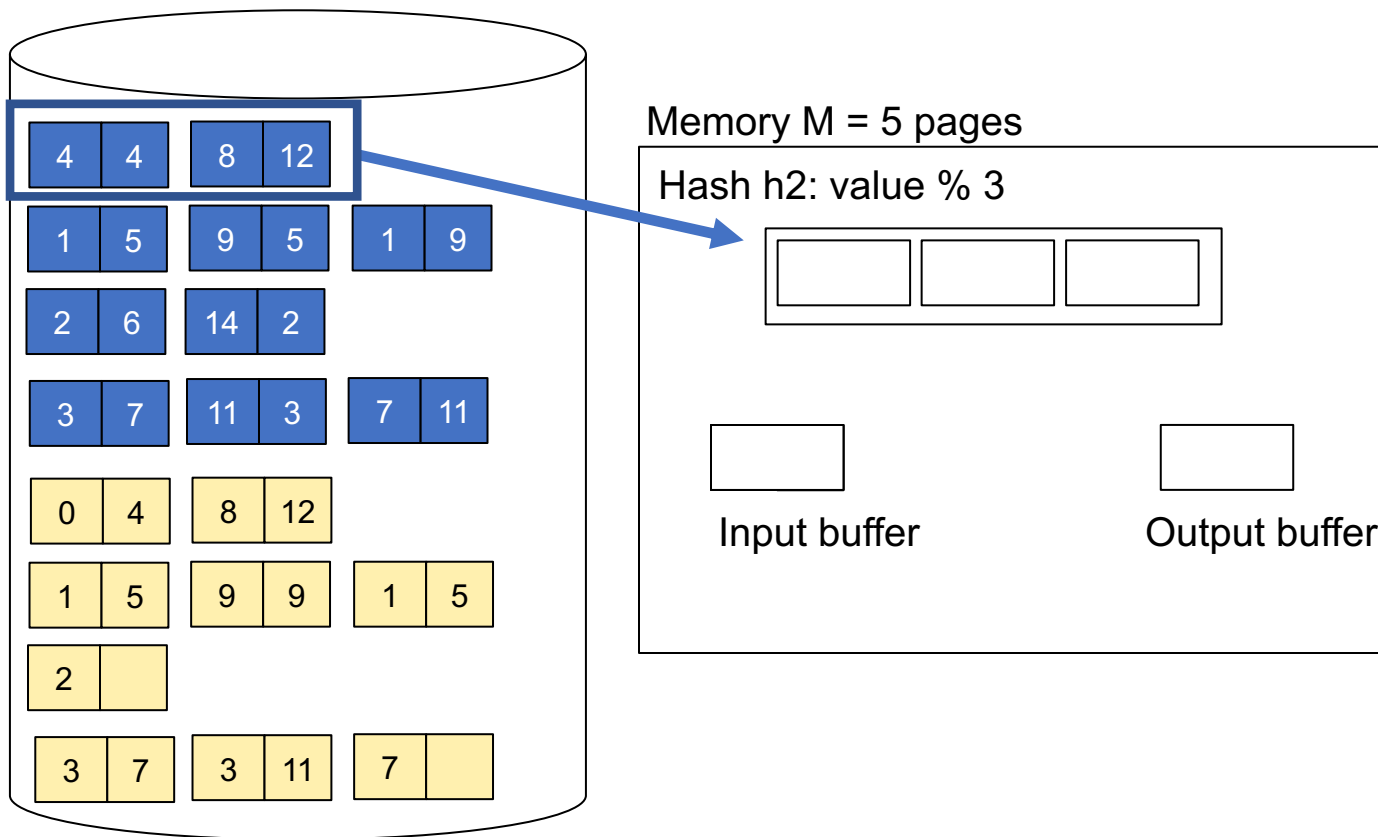 Memory M = 5 pages
Hash h2: value % 3
4 4 8 12
1 5 9 5 1 9
2 6 14 2
3 7 11 3 7 11
0 4 8 12
1 5 9 9 1 5
2
3 7 3 11 7
Input buffer
Output buffer